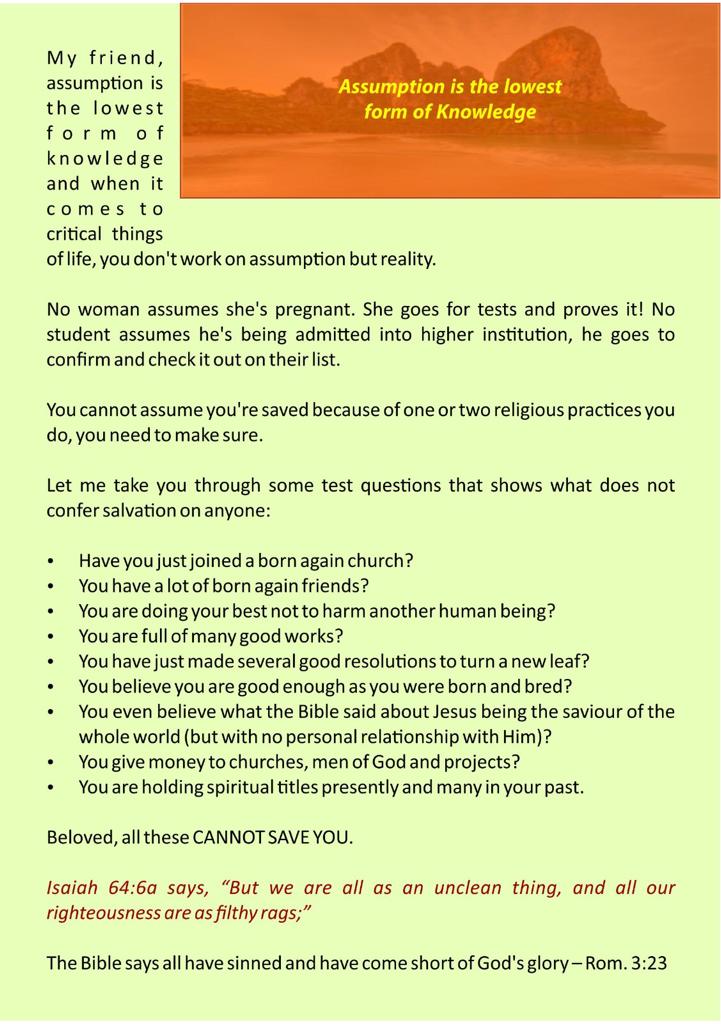 My friend,
assumption is
the lowest
form of
knowledge
and when it
comes to
critical things
of life, you don't work on assumption but reality.
Assumption is the lowest
form of Knowledge
No woman assumes she's pregnant. She goes for tests and proves it! No
student assumes he's being admitted into higher institution, he goes to
confirm and check it out on their list.
You cannot assume you're saved because of one or two religious practices you
do, you need to make sure.
Let me take you through some test questions that shows what does not
confer salvation on anyone:
• Have you just joined a born again church?
• You have a lot of born again friends?
• You are doing your best not to harm another human being?
• You are full of many good works?
• You have just made several good resolutions to turn a new leaf?
• You believe you are good enough as you were born and bred?
• You even believe what the Bible said about Jesus being the saviour of the
whole world (but with no personal relationship with Him)?
• You give money to churches, men of God and projects?
• You are holding spiritual titles presently and many in your past.
Beloved, all these CANNOT SAVE YOU.
Isaiah 64:6a says, “But we are all as an unclean thing, and all our
righteousness are as filthy rags;”
The Bible says all have sinned and have come short of God's glory – Rom. 3:23